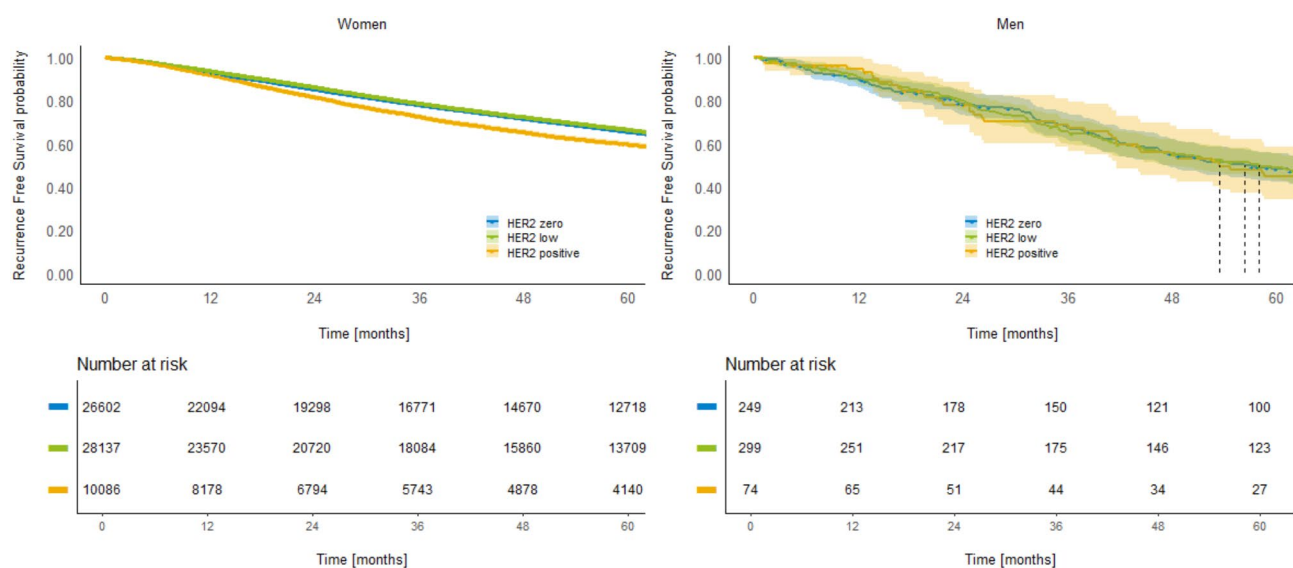 Women
Recurrence Free Survival probability
1.00
0.80
0.60
0.40
0.20
0.00
HER2 zero
HER2 low
HER2 positive
0 12 24 36 48 60
Time [months]
Number at risk
26602 22094 19298 16771 14670 12718
28137 23570 20720 18084 15860 13709
10086 8178 6794 5743 4878 4140
0 12 24 36 48 60
Time [months]
Men
Recurrence Free Survival probability
1.00
0.80
0.60
0.40
0.20
0.00
HER2 zero
HER2 low
HER2 positive
0 12 24 36 48 60
Time [months]
Number at risk
249 213 178 150 121 100
299 251 217 175 146 123
74 65 51 44 34 27
0 12 24 36 48 60
Time [months]